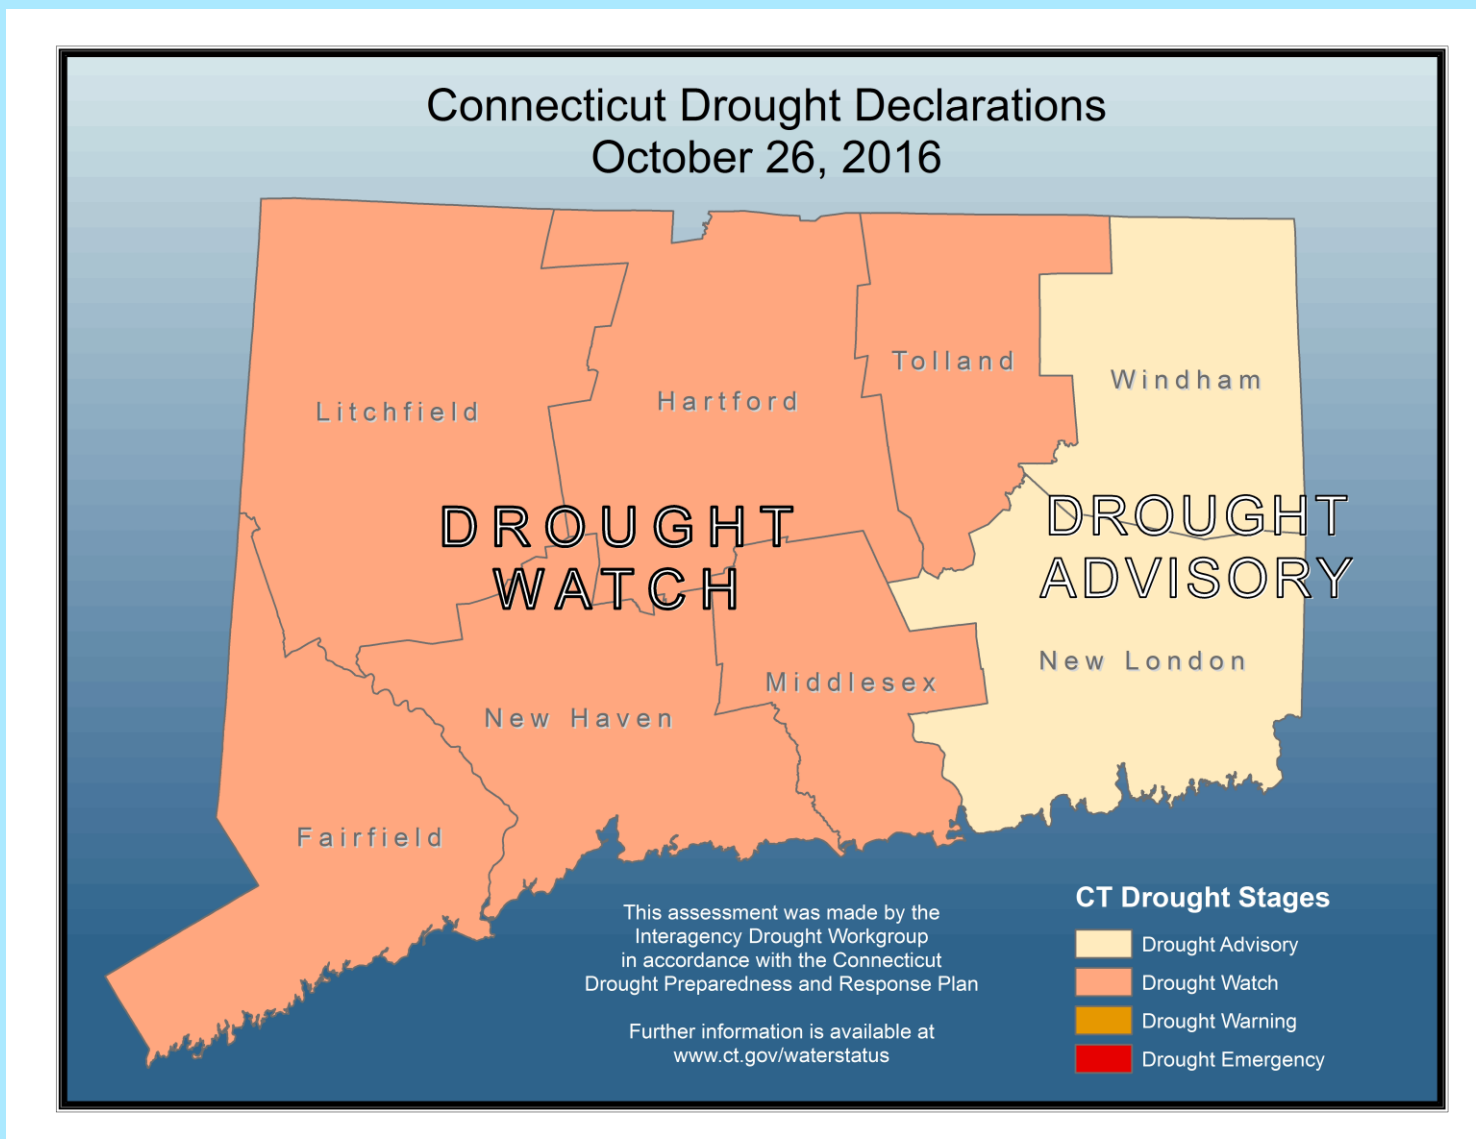 Connecticut Drought Declarations
October 26, 2016
Tolland
Windham
Hartford
Litchfield
DROUGHT
WATCH
DROUGHT
ADVISORY
New London
Middlesex
New Haven
Fairfield
This assessment was made by the
Interagency Drought Workgroup
in accordance with the Connecticut
Drought Preparedness and Response Plan
Further information is available at
www.ct.gov/waterstatus
CT Drought Stages
Drought Advisory
Drought Watch
Drought Warning
Drought Emergency